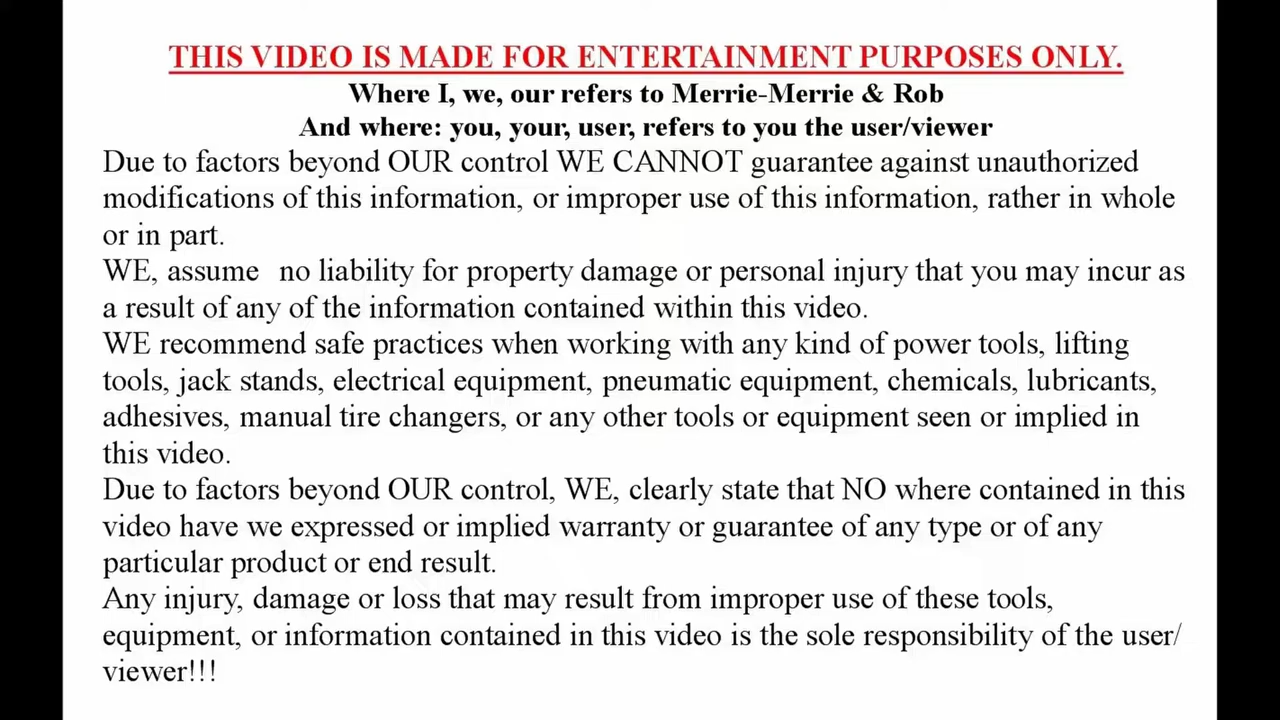 THIS VIDEO IS MADE FOR ENTERTAINMENT PURPOSES ONLY.
Where I, we, our refers to Merrie-Merrie & Rob
And where: you, your, user, refers to you the user/viewer
Due to factors beyond OUR control WE CANNOT guarantee against unauthorized
modifications of this information, or improper use of this information, rather in whole
or in part.
WE, assume  no liability for property damage or personal injury that you may incur as
a result of any of the information contained within this video.
WE recommend safe practices when working with any kind of power tools, lifting
tools, jack stands, electrical equipment, pneumatic equipment, chemicals, lubricants,
adhesives, manual tire changers, or any other tools or equipment seen or implied in
this video.
Due to factors beyond OUR control, WE, clearly state that NO where contained in this
video have we expressed or implied warranty or guarantee of any type or of any
particular product or end result.
Any injury, damage or loss that may result from improper use of these tools,
equipment, or information contained in this video is the sole responsibility of the user/
viewer!!!